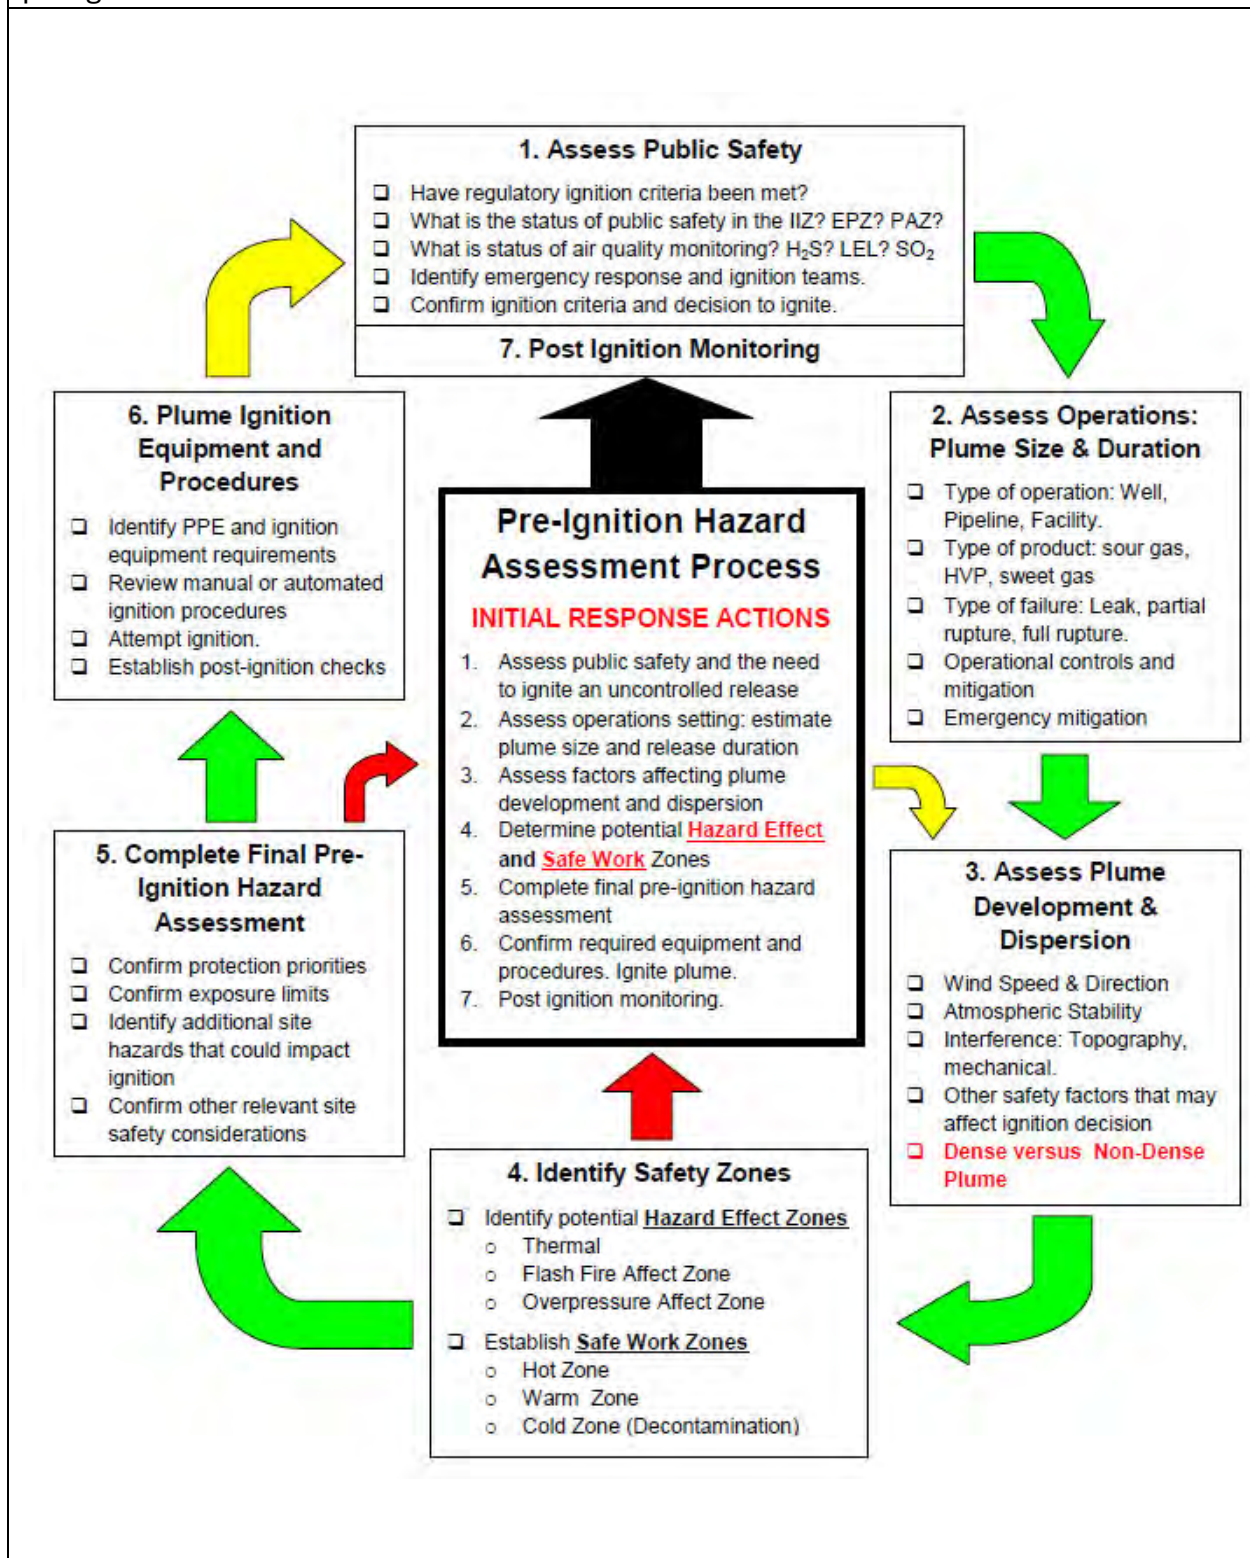 1. Assess Public Safety
❑ Have regulatory ignition criteria been met?
❑ What is the status of public safety in the IIZ? EPZ? PAZ?
❑ What is status of air quality monitoring? H₂S? LEL? SO₂
❑ Identify emergency response and ignition teams.
❑ Confirm ignition criteria and decision to ignite.
7. Post Ignition Monitoring
2. Assess Operations:
Plume Size & Duration
❑ Type of operation: Well,
Pipeline, Facility.
❑ Type of product: sour gas,
HVP, sweet gas
❑ Type of failure: Leak, partial
rupture, full rupture.
❑ Operational controls and
mitigation
❑ Emergency mitigation
3. Assess Plume
Development &
Dispersion
❑ Wind Speed & Direction
❑ Atmospheric Stability
❑ Interference: Topography,
mechanical.
❑ Other safety factors that may
affect ignition decision
❑ Dense versus Non-Dense
Plume
4. Identify Safety Zones
❑ Identify potential Hazard Effect Zones
o Thermal
o Flash Fire Affect Zone
o Overpressure Affect Zone
❑ Establish Safe Work Zones
o Hot Zone
o Warm Zone
o Cold Zone (Decontamination)
5. Complete Final Pre-
Ignition Hazard
Assessment
❑ Confirm protection priorities
❑ Confirm exposure limits
❑ Identify additional site
hazards that could impact
ignition
❑ Confirm other relevant site
safety considerations
6. Plume Ignition
Equipment and
Procedures
❑ Identify PPE and ignition
equipment requirements
❑ Review manual or automated
ignition procedures
❑ Attempt ignition.
❑ Establish post-ignition checks
Pre-Ignition Hazard
Assessment Process
INITIAL RESPONSE ACTIONS
1. Assess public safety and the need
to ignite an uncontrolled release
2. Assess operations setting: estimate
plume size and release duration
3. Assess factors affecting plume
development and dispersion
4. Determine potential Hazard Effect
and Safe Work Zones
5. Complete final pre-ignition hazard
assessment
6. Confirm required equipment and
procedures. Ignite plume.
7. Post ignition monitoring.